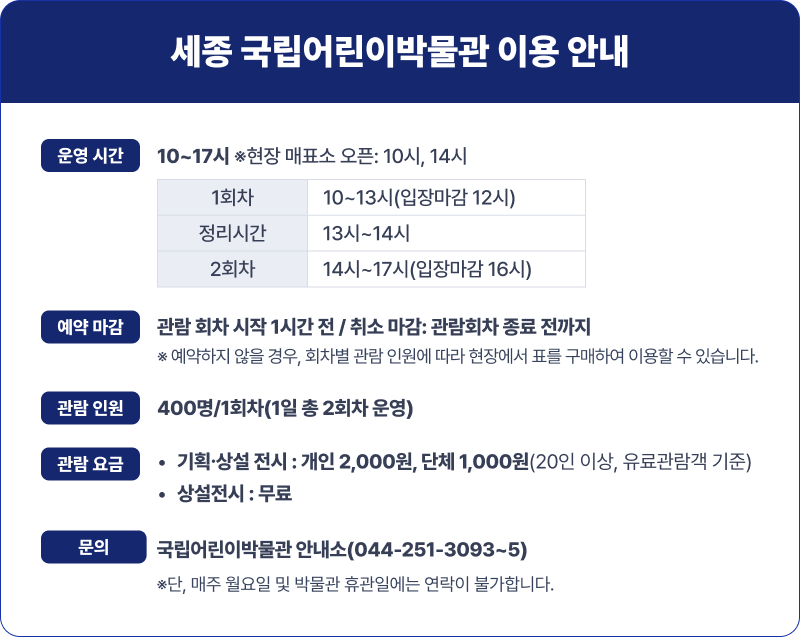 세종 국립어린이박물관 이용 안내
운영 시간 10~17시 ※현장 매표소 오픈: 10시, 14시
1회차 10~13시(입장마감 12시)
정리시간 13시~14시
2회차 14시~17시(입장마감 16시)
예약 마감 관람 회차 시작 1시간 전 / 취소 마감: 관람회차 종료 전까지
※ 예약하지 않을 경우, 회차별 관람 인원에 따라 현장에서 표를 구매하여 이용할 수 있습니다.
관람 인원 400명/1회차(1일 총 2회차 운영)
관람 요금 • 기획·상설 전시 : 개인 2,000원, 단체 1,000원(20인 이상, 유료관람객 기준)
• 상설전시 : 무료
문의 국립어린이박물관 안내소(044-251-3093~5)
※단, 매주 월요일 및 박물관 휴관일에는 연락이 불가합니다.